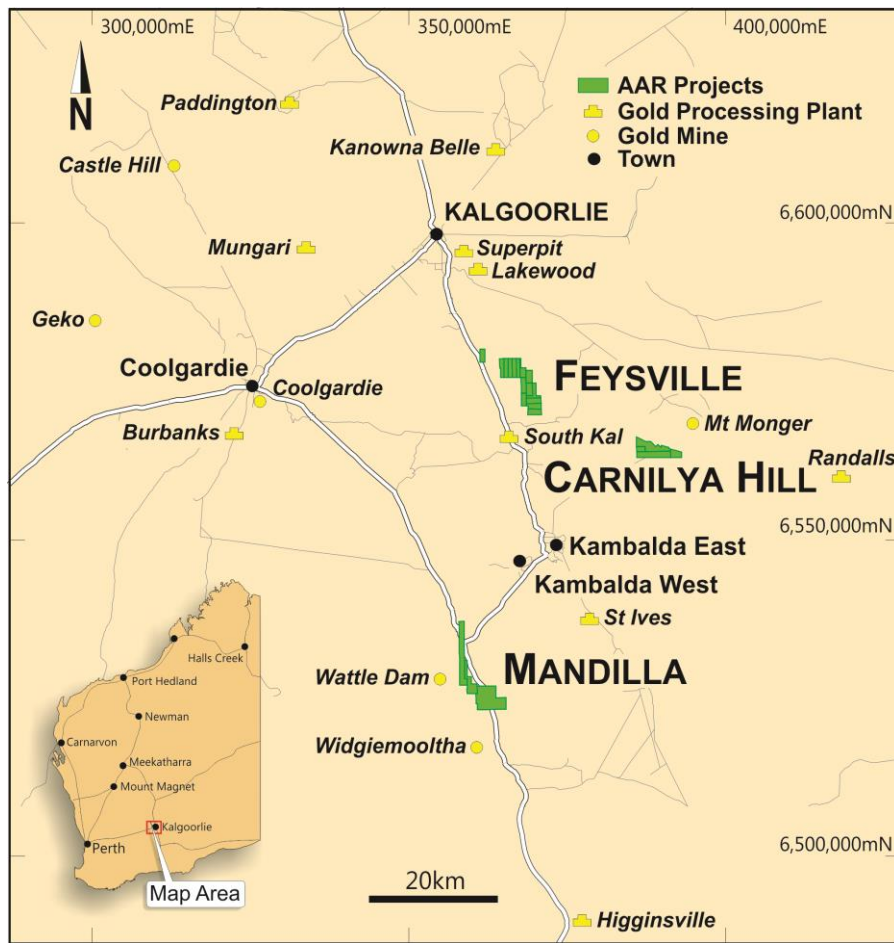 300,000mE
350,000mE
400,000mE
N
AAR Projects
Gold Processing Plant
Gold Mine
Town
Paddington
Kanowna Belle
Castle Hill
6,600,000mN
KALGOORLIE
Mungari
Superpit
Lakewood
Geko
Coolgardie
Coolgardie
FEYSVILLE
Burbanks
South Kal
Mt Monger
Randalls
CARNILYA HILL
6,550,000mN
Kambalda East
Kambalda West
St Ives
MANDILLA
Wattle Dam
Widgiemooltha
Halls Creek
Port Hedland
Newman
Carnarvon
Meekatharra
Mount Magnet
Kalgoorlie
Perth
Map Area
6,500,000mN
20km
Higginsville